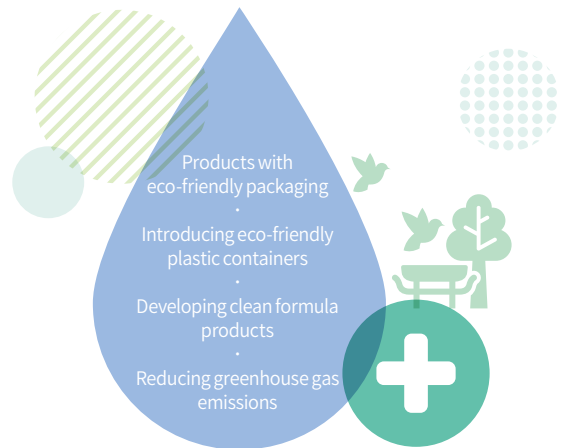 Products with
eco-friendly packaging
·
Introducing eco-friendly
plastic containers
·
Developing clean formula
products
·
Reducing greenhouse gas
emissions